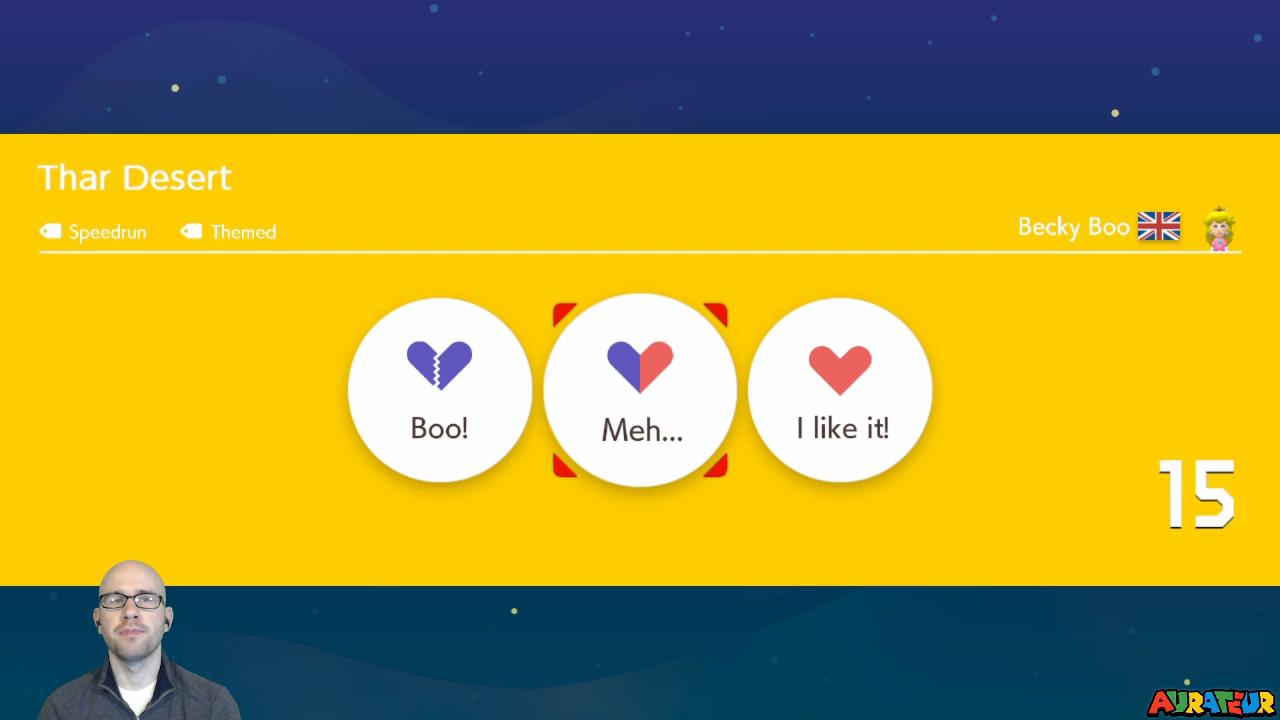 Thar Desert
Speedrun Themed
Becky Boo
Boo! Meh... I like it!
15
AURATEUR